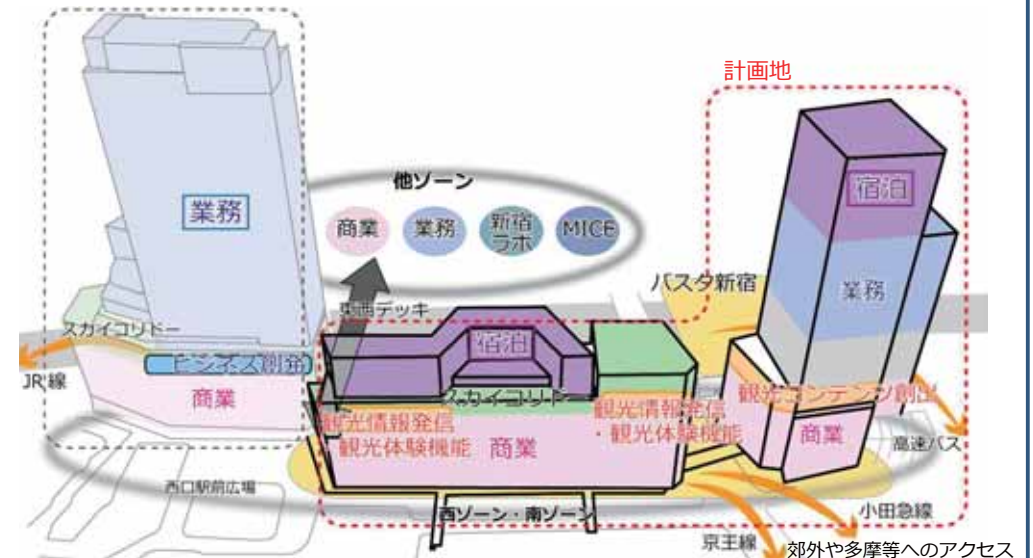 計画地
他ゾーン
宿泊
業務
商業
業務
新宿
ラボ
MICE
バスタ新宿
業務
東西デッキ
スカイコリドー
宿泊
ビジネス創発
JR線
商業
スカイコリドー
観光コンテンツ創出
観光情報発信
・観光体験機能
商業
観光情報発信
・観光体験機能
商業
高速バス
西口駅前広場
西ゾーン・南ゾーン
小田急線
京王線
郊外や多摩等へのアクセス